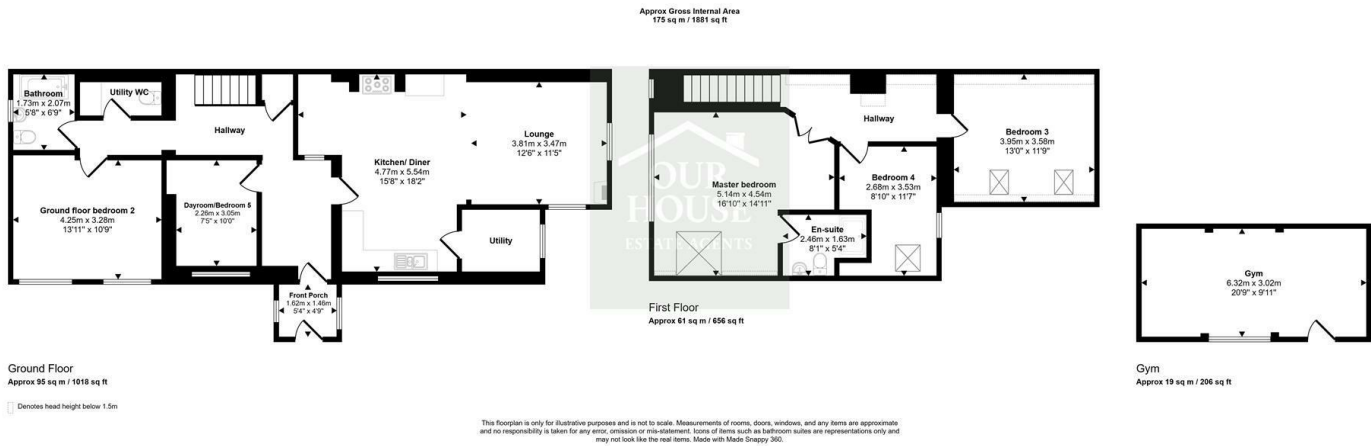 Approx Gross Internal Area
175 sq m / 1881 sq ft
Bathroom
1.73m x 2.07m
5'8" x 6'9"
Utility WC
Hallway
Lounge
3.81m x 3.47m
12'6" x 11'5"
Kitchen/ Diner
4.77m x 5.54m
15'8" x 18'2"
Ground floor bedroom 2
4.25m x 3.28m
13'11" x 10'9"
Dayroom/Bedroom 5
2.26m x 3.05m
7'5" x 10'0"
Utility
Front Porch
1.62m x 1.46m
5'4" x 4'9"
Ground Floor
Approx 95 sq m / 1018 sq ft
Denotes head height below 1.5m
Hallway
Bedroom 3
3.95m x 3.58m
13'0" x 11'9"
Master bedroom
5.14m x 4.54m
16'10" x 14'11"
Bedroom 4
2.68m x 3.53m
8'10" x 11'7"
En-suite
2.46m x 1.63m
8'1" x 5'4"
OUR
HOUSE
ESTATE AGENTS
First Floor
Approx 61 sq m / 656 sq ft
Gym
6.32m x 3.02m
20'9" x 9'11"
Gym
Approx 19 sq m / 206 sq ft
This floorplan is only for illustrative purposes and is not to scale. Measurements of rooms, doors, windows, and any items are approximate
and no responsibility is taken for any error, omission or mis-statement. Icons of items such as bathroom suites are representations only and
may not look like the real items. Made with Made Snappy 360.